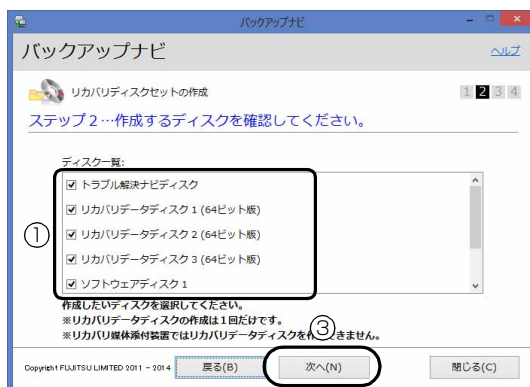 バックアップナビ
バックアップナビ
ヘルプ
リカバリディスクセットの作成
1 2 3 4
ステップ2…作成するディスクを確認してください。
ディスク一覧:
トラブル解決ナビディスク
リカバリデータディスク 1 (64ビット版)
①
リカバリデータディスク 2 (64ビット版)
リカバリデータディスク 3 (64ビット版)
ソフトウェアディスク 1
作成したいディスクを選択してください。
※リカバリデータディスクの作成は1回だけです。
③
※リカバリ媒体添付装置ではリカバリデータディスクを作できません。
Copyright FUJITSU LIMITED 2011 - 2014
戻る(B)
次へ(N)
閉じる(C)